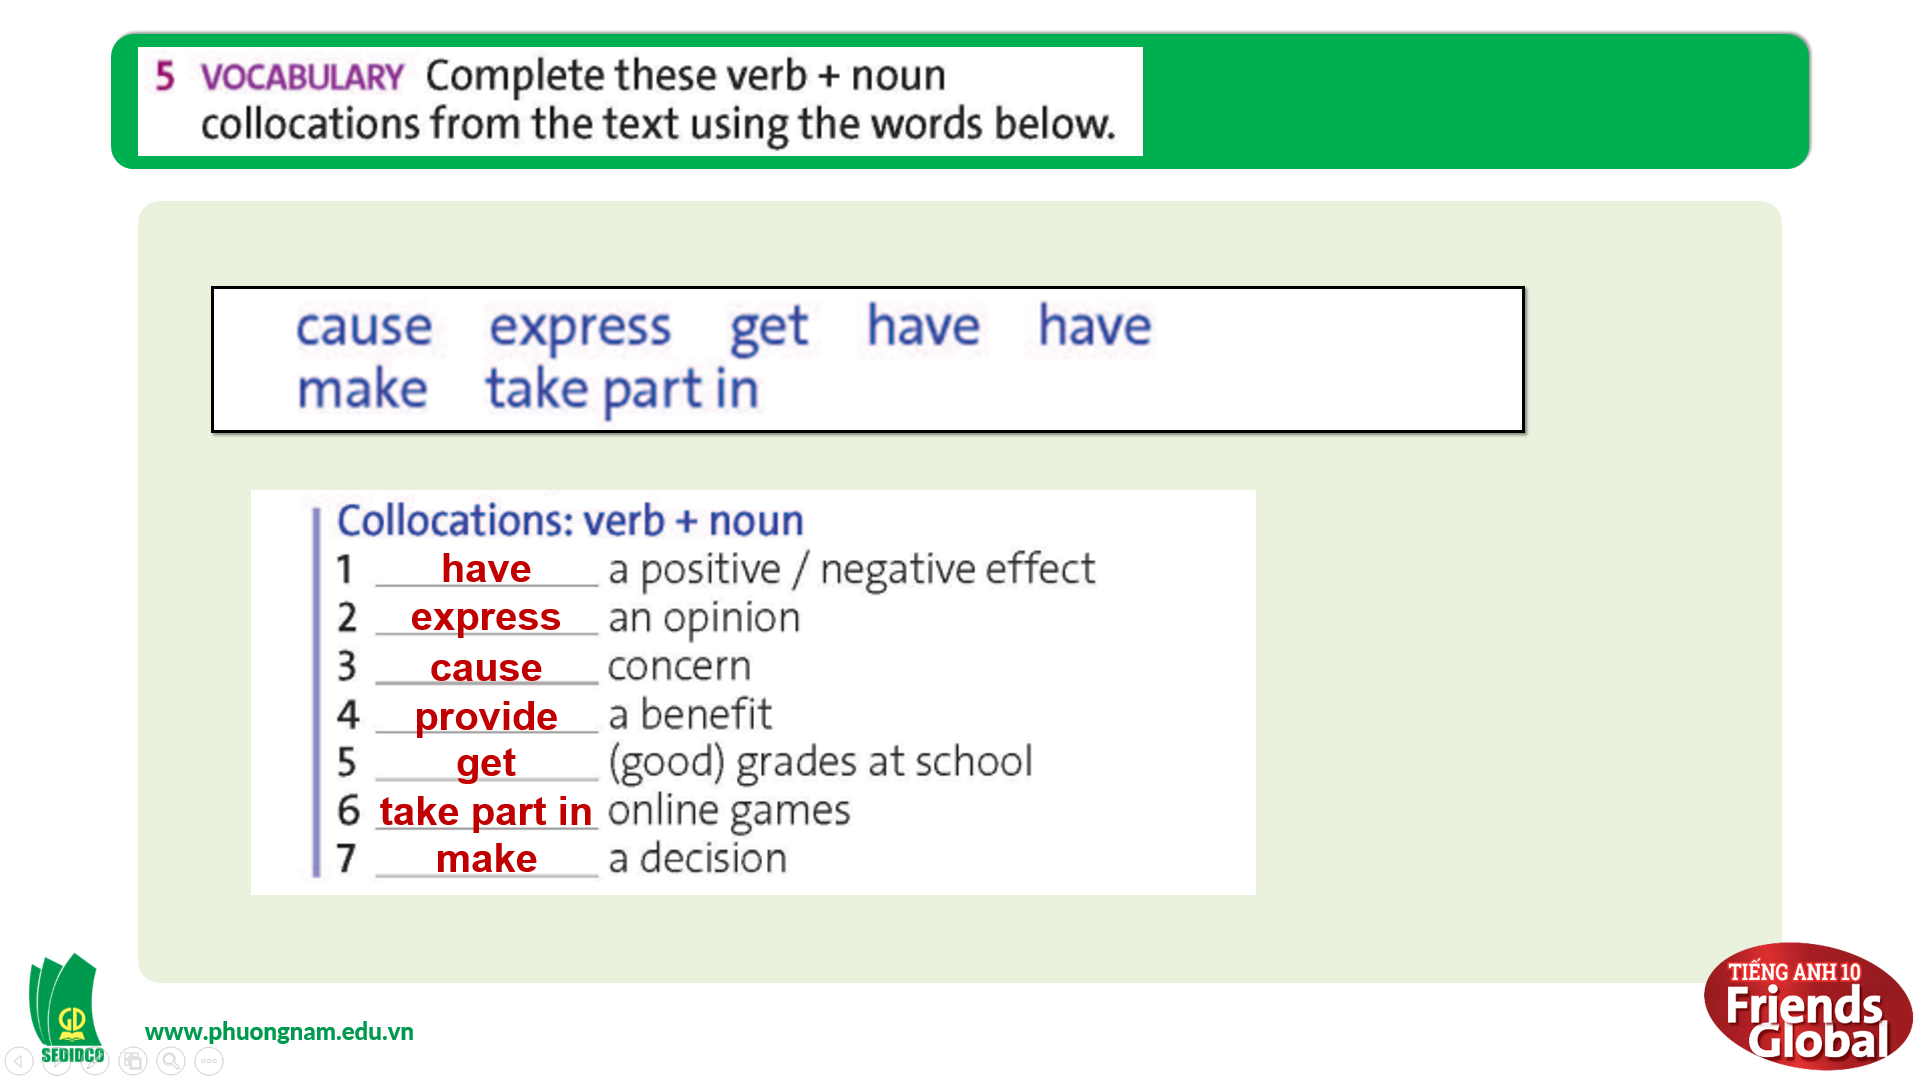 5 VOCABULARY Complete these verb + noun
collocations from the text using the words below.
cause express get have have
make take part in
Collocations: verb + noun
1 have a positive / negative effect
2 express an opinion
3 cause concern
4 provide a benefit
5 get (good) grades at school
6 take part in online games
7 make a decision
GD
SEDIDCO
www.phuongnam.edu.vn
TIẾNG ANH 10
Friends
Global